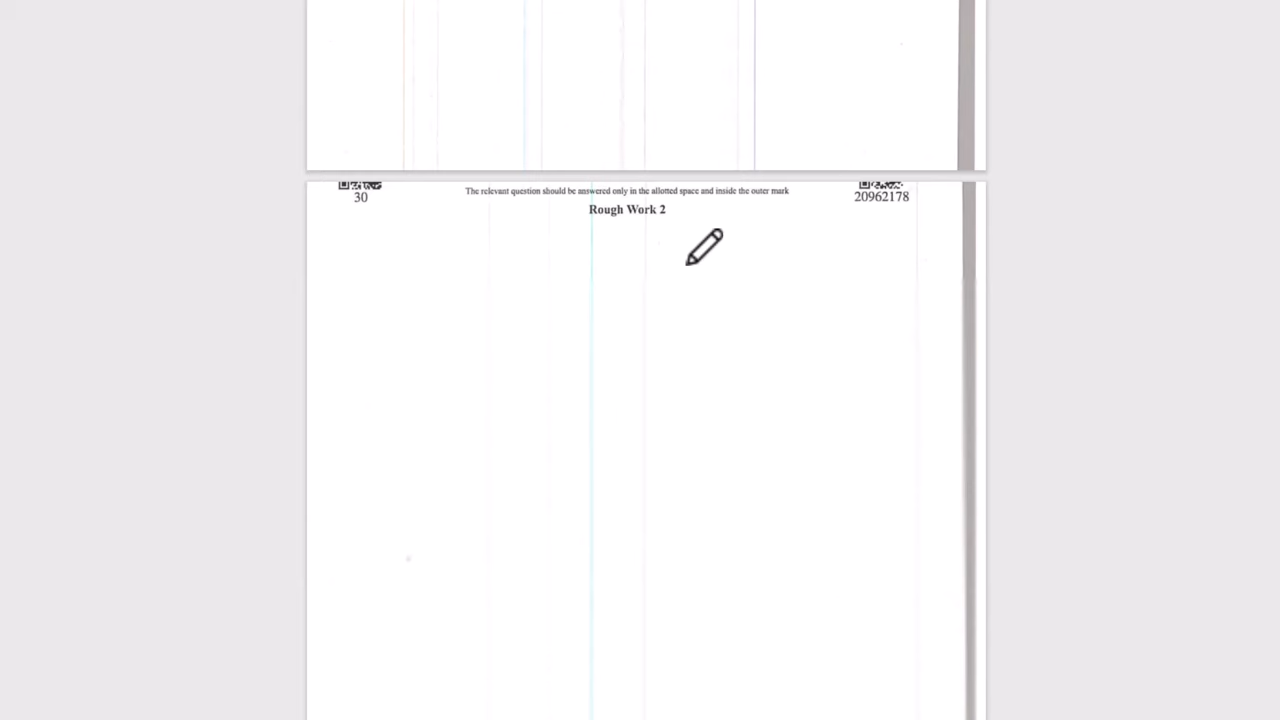 The relevant question should be answered only in the allotted space and inside the outer mark
30
20962178
Rough Work 2